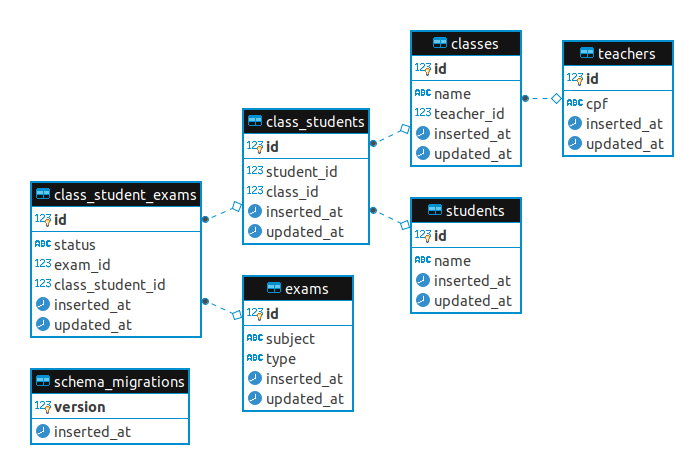 classes
123 id
ABC name
123 teacher_id
inserted_at
updated_at
teachers
123 id
ABC cpf
inserted_at
updated_at
class_students
123 id
123 student_id
123 class_id
inserted_at
updated_at
class_student_exams
123 id
ABC status
123 exam_id
123 class_student_id
inserted_at
updated_at
students
123 id
ABC name
inserted_at
updated_at
exams
123 id
ABC subject
ABC type
inserted_at
updated_at
schema_migrations
123 version
inserted_at